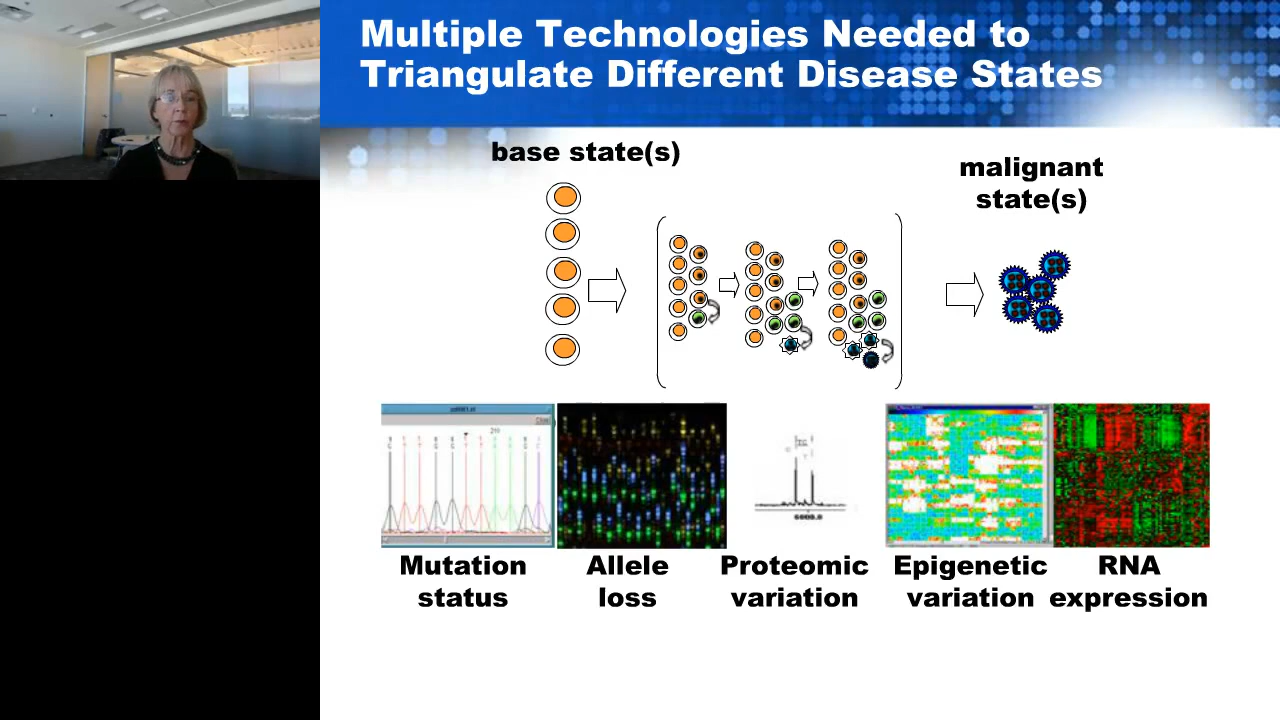 Multiple Technologies Needed to
Triangulate Different Disease States
base state(s)
malignant
state(s)
Mutation
status
Allele
loss
Proteomic
variation
Epigenetic
variation
RNA
expression